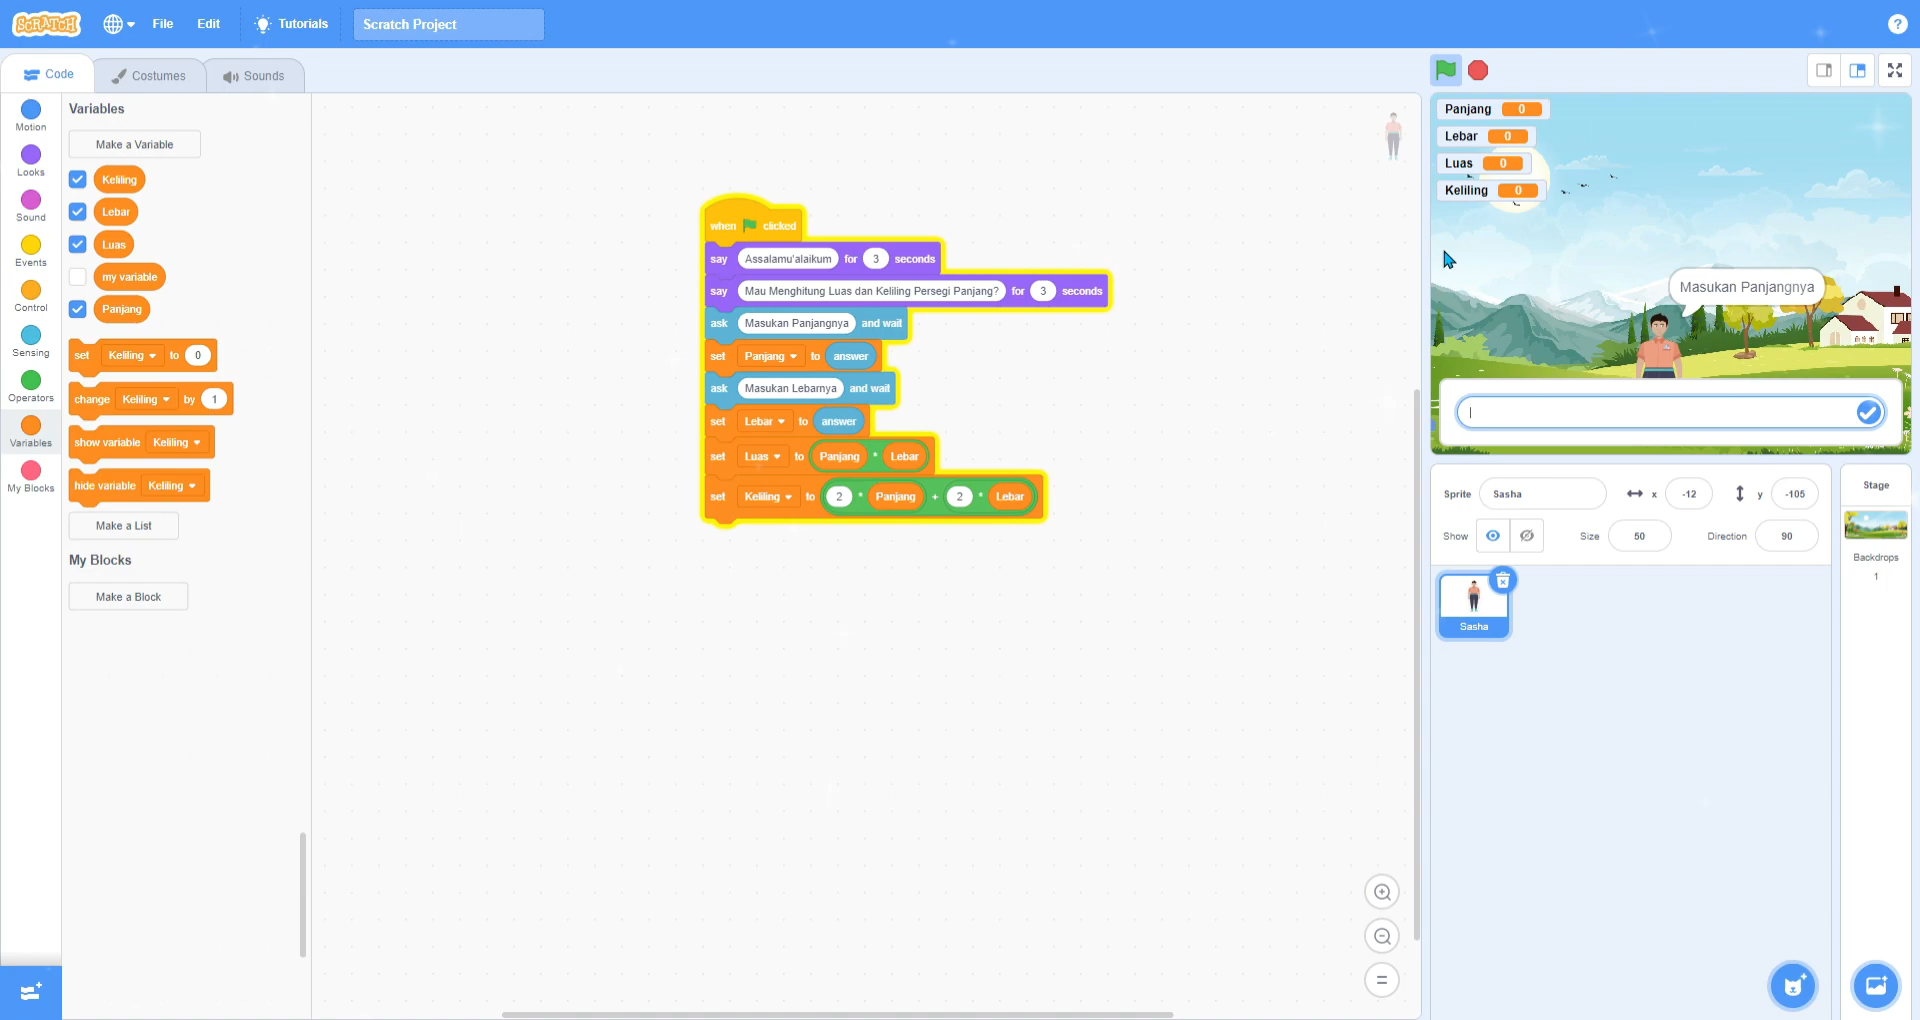 SCRATCH File Edit Tutorials Scratch Project ?
Code Costumes Sounds
Motion
Looks
Sound
Events
Control
Sensing
Operators
Variables
My Blocks
Variables
Make a Variable
Keliling
Lebar
Luas
my variable
Panjang
set Keliling to 0
change Keliling by 1
show variable Keliling
hide variable Keliling
Make a List
My Blocks
Make a Block
when clicked
say Assalamu'alaikum for 3 seconds
say Mau Menghitung Luas dan Keliling Persegi Panjang? for 3 seconds
ask Masukan Panjangnya and wait
set Panjang to answer
ask Masukan Lebarnya and wait
set Lebar to answer
set Luas to Panjang * Lebar
set Keliling to 2 * Panjang + 2 * Lebar
Panjang 0
Lebar 0
Luas 0
Keliling 0
Masukan Panjangnya
Sprite Sasha x -12 y -105
Show Size 50 Direction 90
Sasha
Stage
Backdrops
1